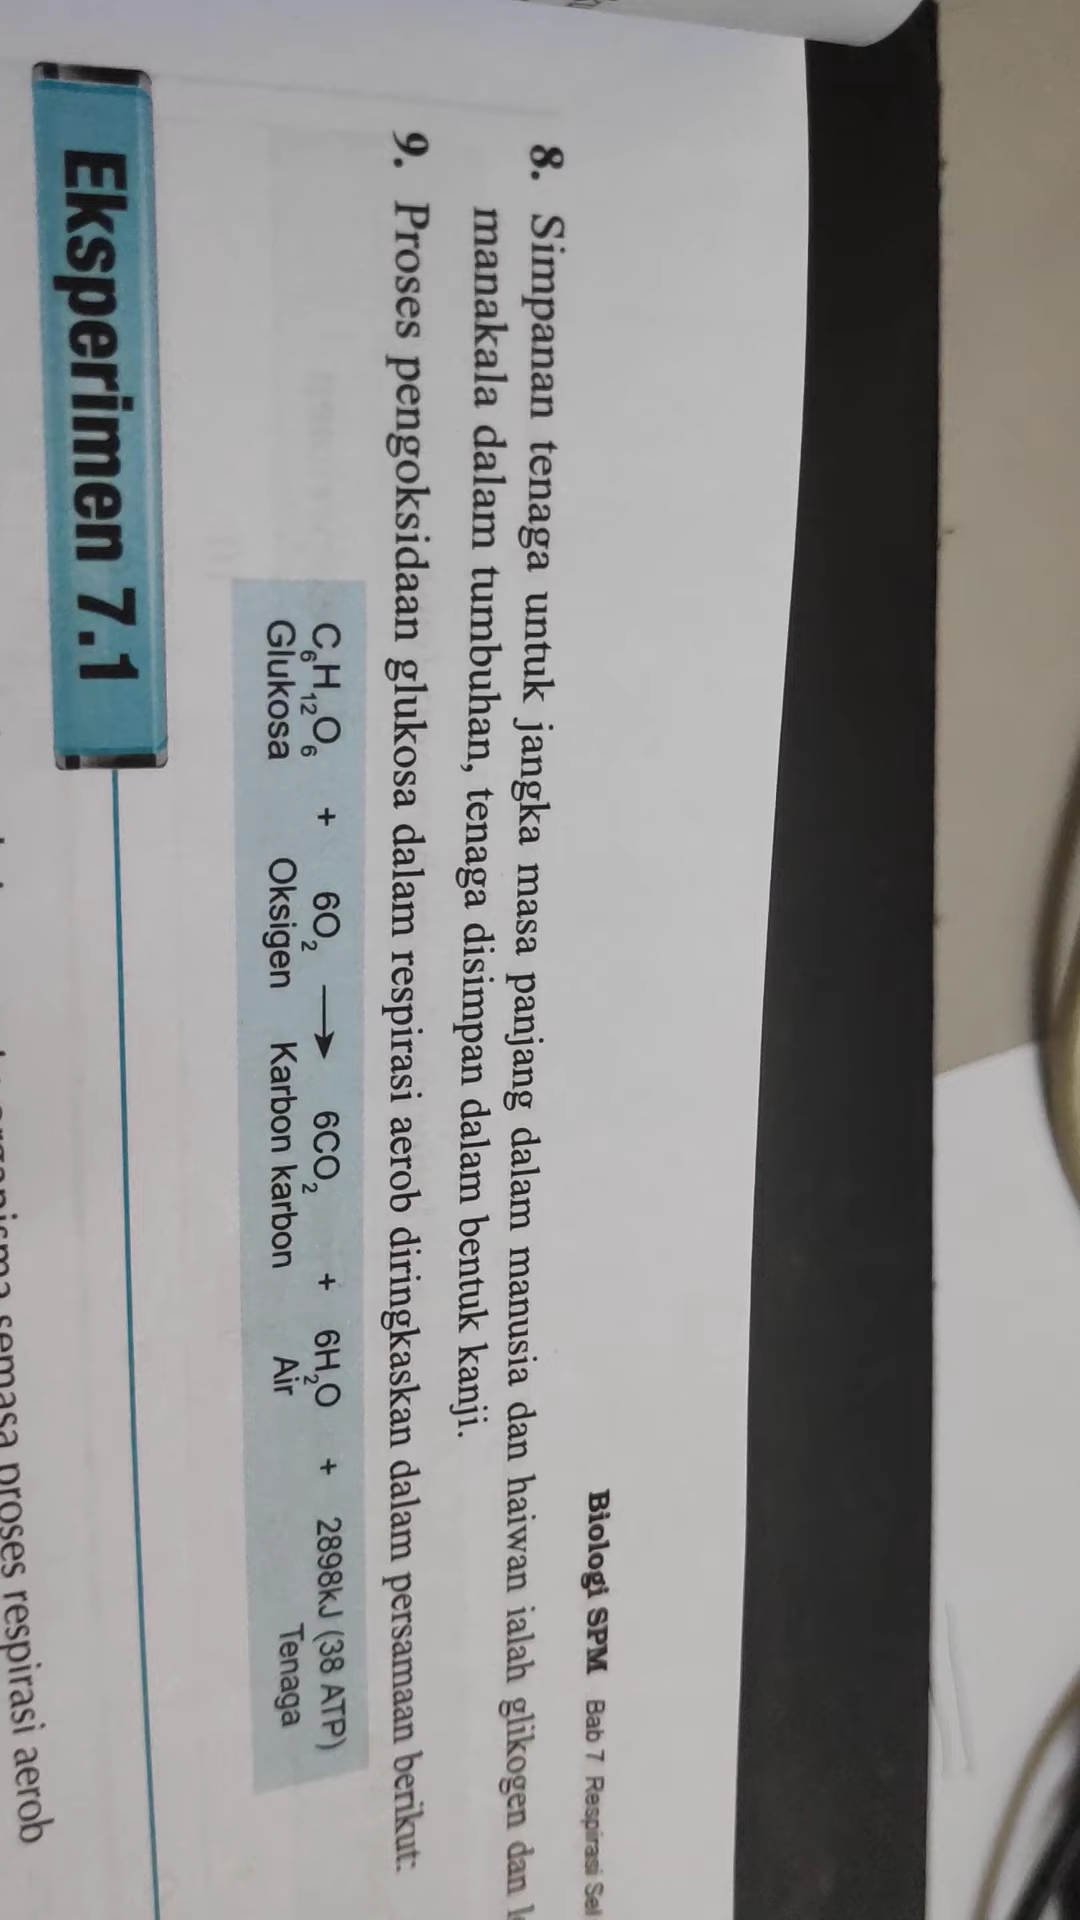 Biologi SPM Bab 7 Respirasi Sel
8. Simpanan tenaga untuk jangka masa panjang dalam manusia dan haiwan ialah glikogen dan
manakala dalam tumbuhan, tenaga disimpan dalam bentuk kanji.
9. Proses pengoksidaan glukosa dalam respirasi aerob diringkaskan dalam persamaan berikut:
C₆H₁₂O₆ + 6O₂ → 6CO₂ + 6H₂O + 2898kJ (38 ATP)
Glukosa Oksigen Karbon karbon Air Tenaga
Eksperimen 7.1
semasa proses respirasi aerob